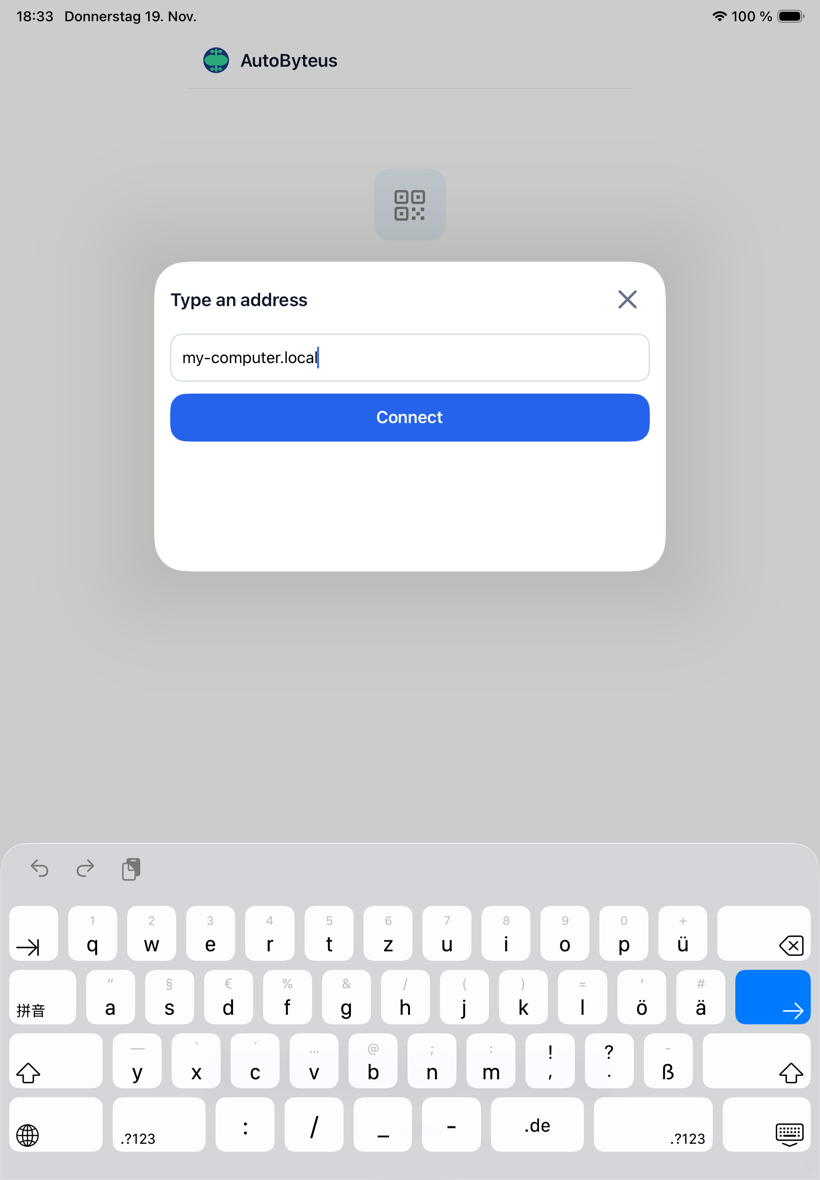 18:33 Donnerstag 19. Nov. 100 %
AutoByteus
Type an address
my-computer.local
Connect
1 2 3 4 5 6 7 8 9 0 +
q w e r t z u i o p ü
" § € % & / ( ) = ' #
拼音 a s d f g h j k l ö ä
— ` ´ ... @ ; : ! ? -
y x c v b n m , . ß
.?123 : / _ - .de .?123